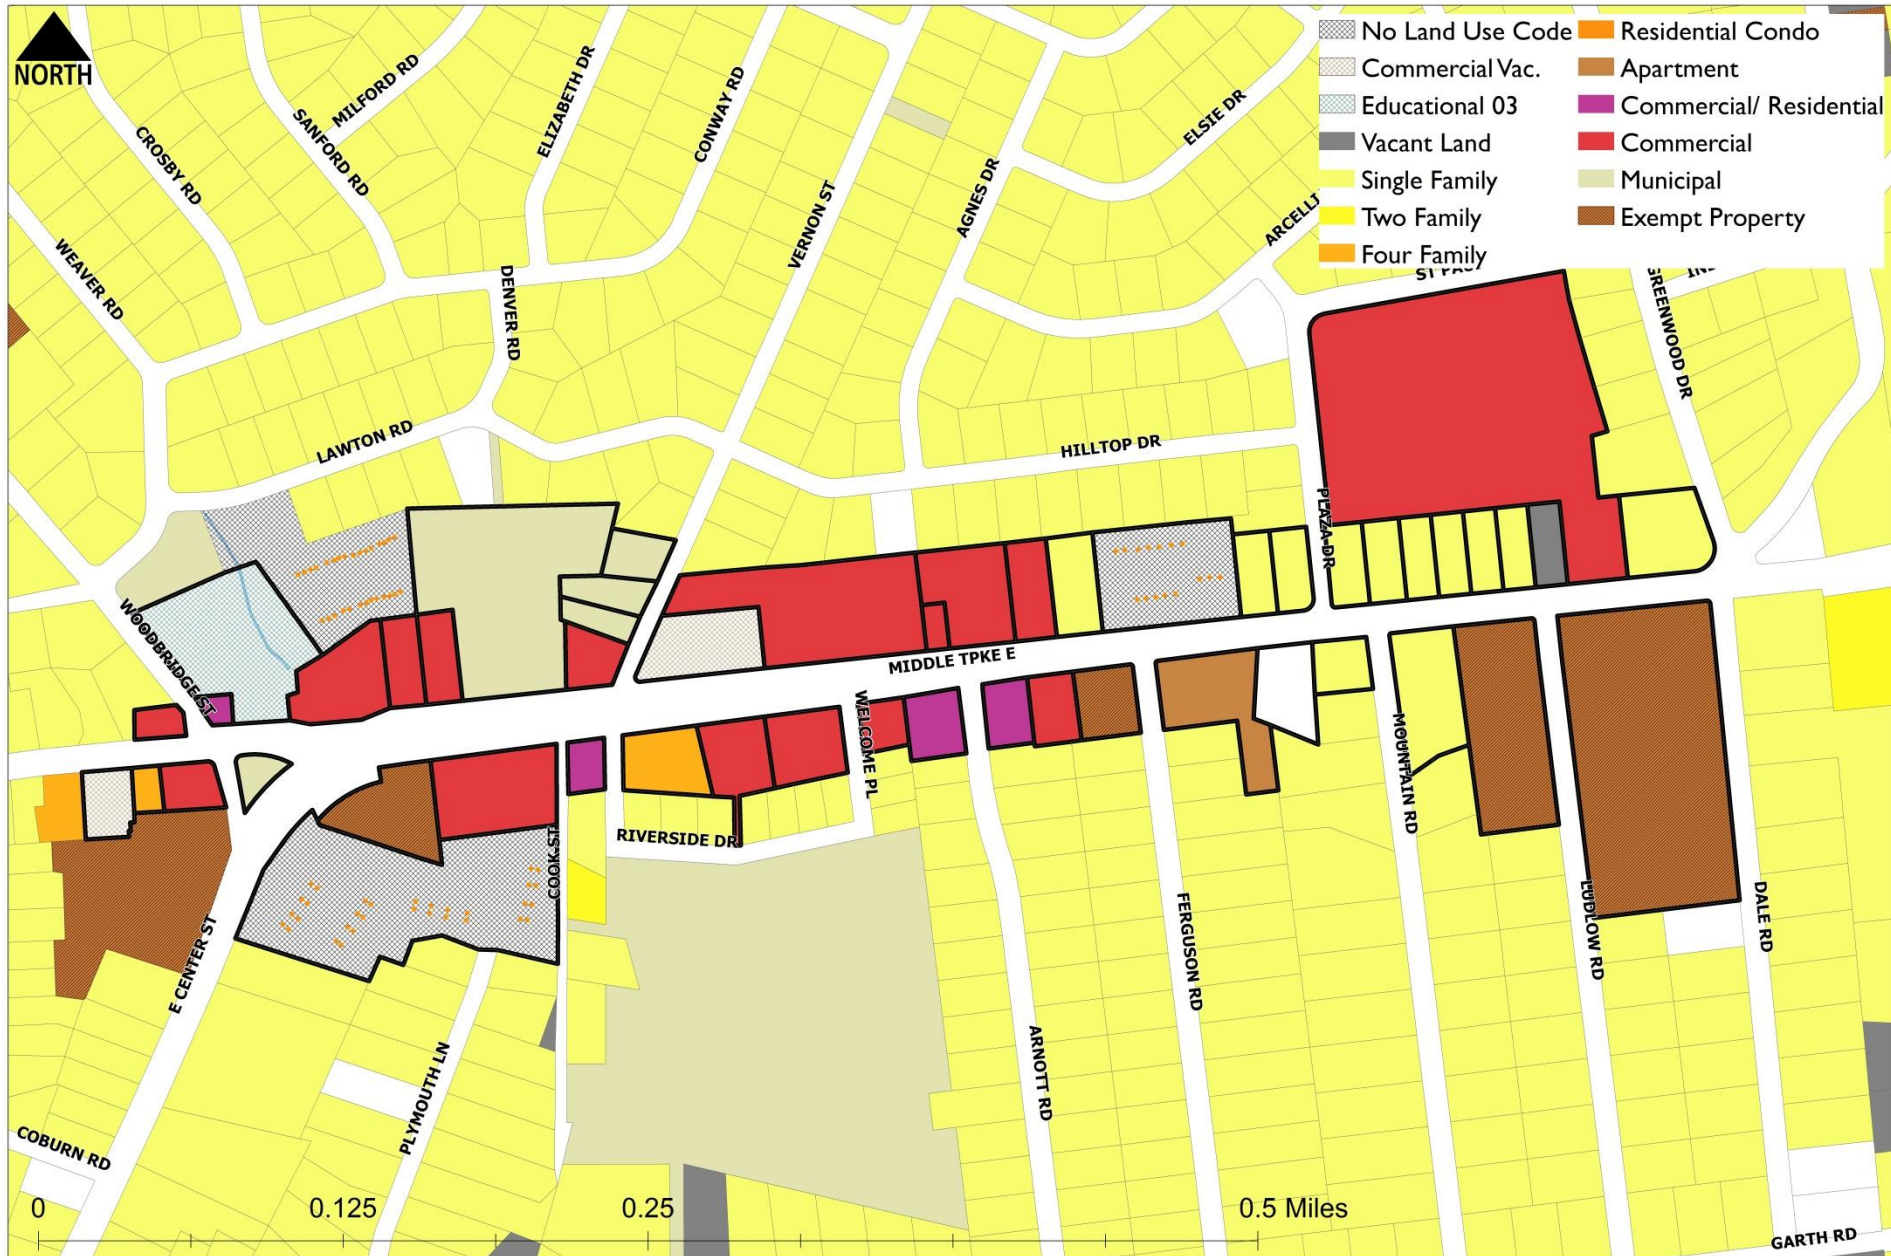 NORTH
No Land Use Code
Commercial Vac.
Educational 03
Vacant Land
Single Family
Two Family
Four Family
Residential Condo
Apartment
Commercial/ Residential
Commercial
Municipal
Exempt Property
CROSBY RD
SANFORD RD
MILFORD RD
ELIZABETH DR
CONWAY RD
VERNON ST
AGNES DR
ELSIE DR
ARCELLI
WEAVER RD
DENVER RD
GREENWOOD DR
LAWTON RD
HILLTOP DR
PLAZA DR
WOODBRIDGE ST
MIDDLE TPKE E
WELCOME PL
MOUNTAIN RD
RIVERSIDE DR
COOK ST
E CENTER ST
FERGUSON RD
LUDLOW RD
DALE RD
PLYMOUTH LN
ARNOTT RD
COBURN RD
GARTH RD
0
0.125
0.25
0.5 Miles